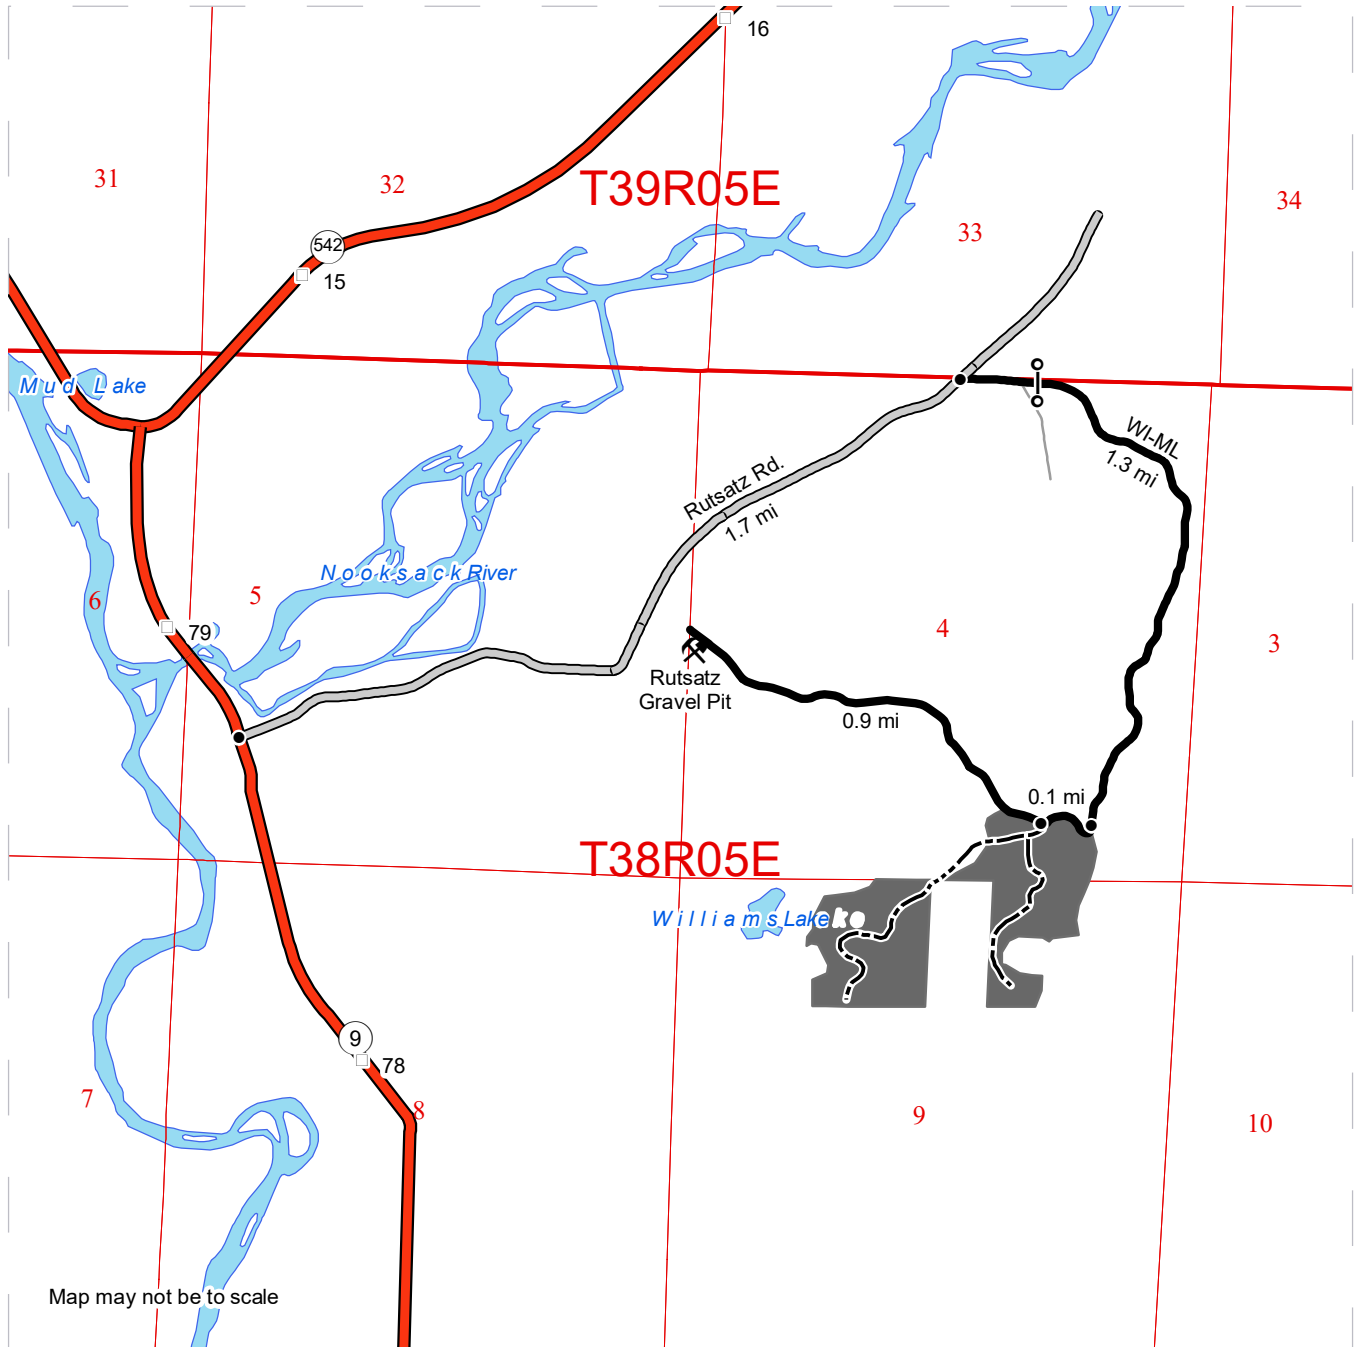 16
31
32
T39R05E
34
33
542
15
Mud Lake
WI-ML
1.3 mi
Rutsatz Rd.
1.7 mi
Nooksack River
5
6
79
4
3
Rutsatz
Gravel Pit
0.9 mi
0.1 mi
T38R05E
Williams Lake
9
78
7
8
9
10
Map may not be to scale